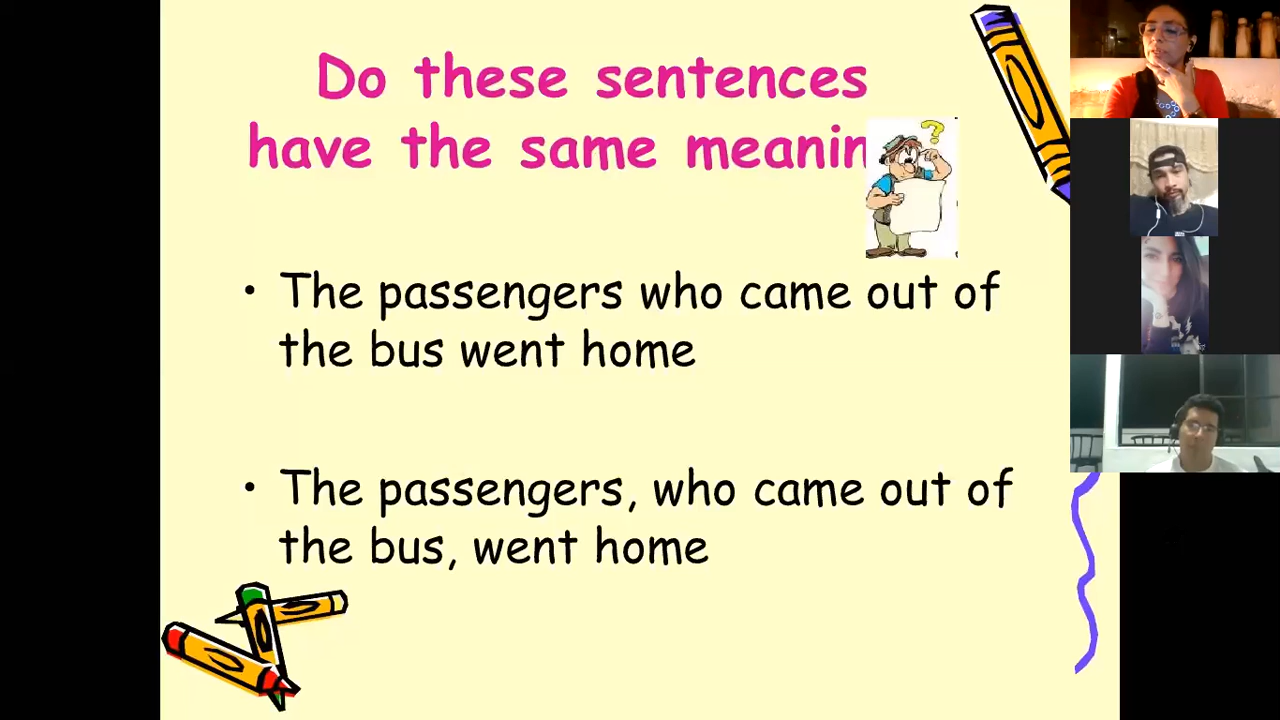 Do these sentences
have the same meanin
?
• The passengers who came out of
the bus went home
• The passengers, who came out of
the bus, went home